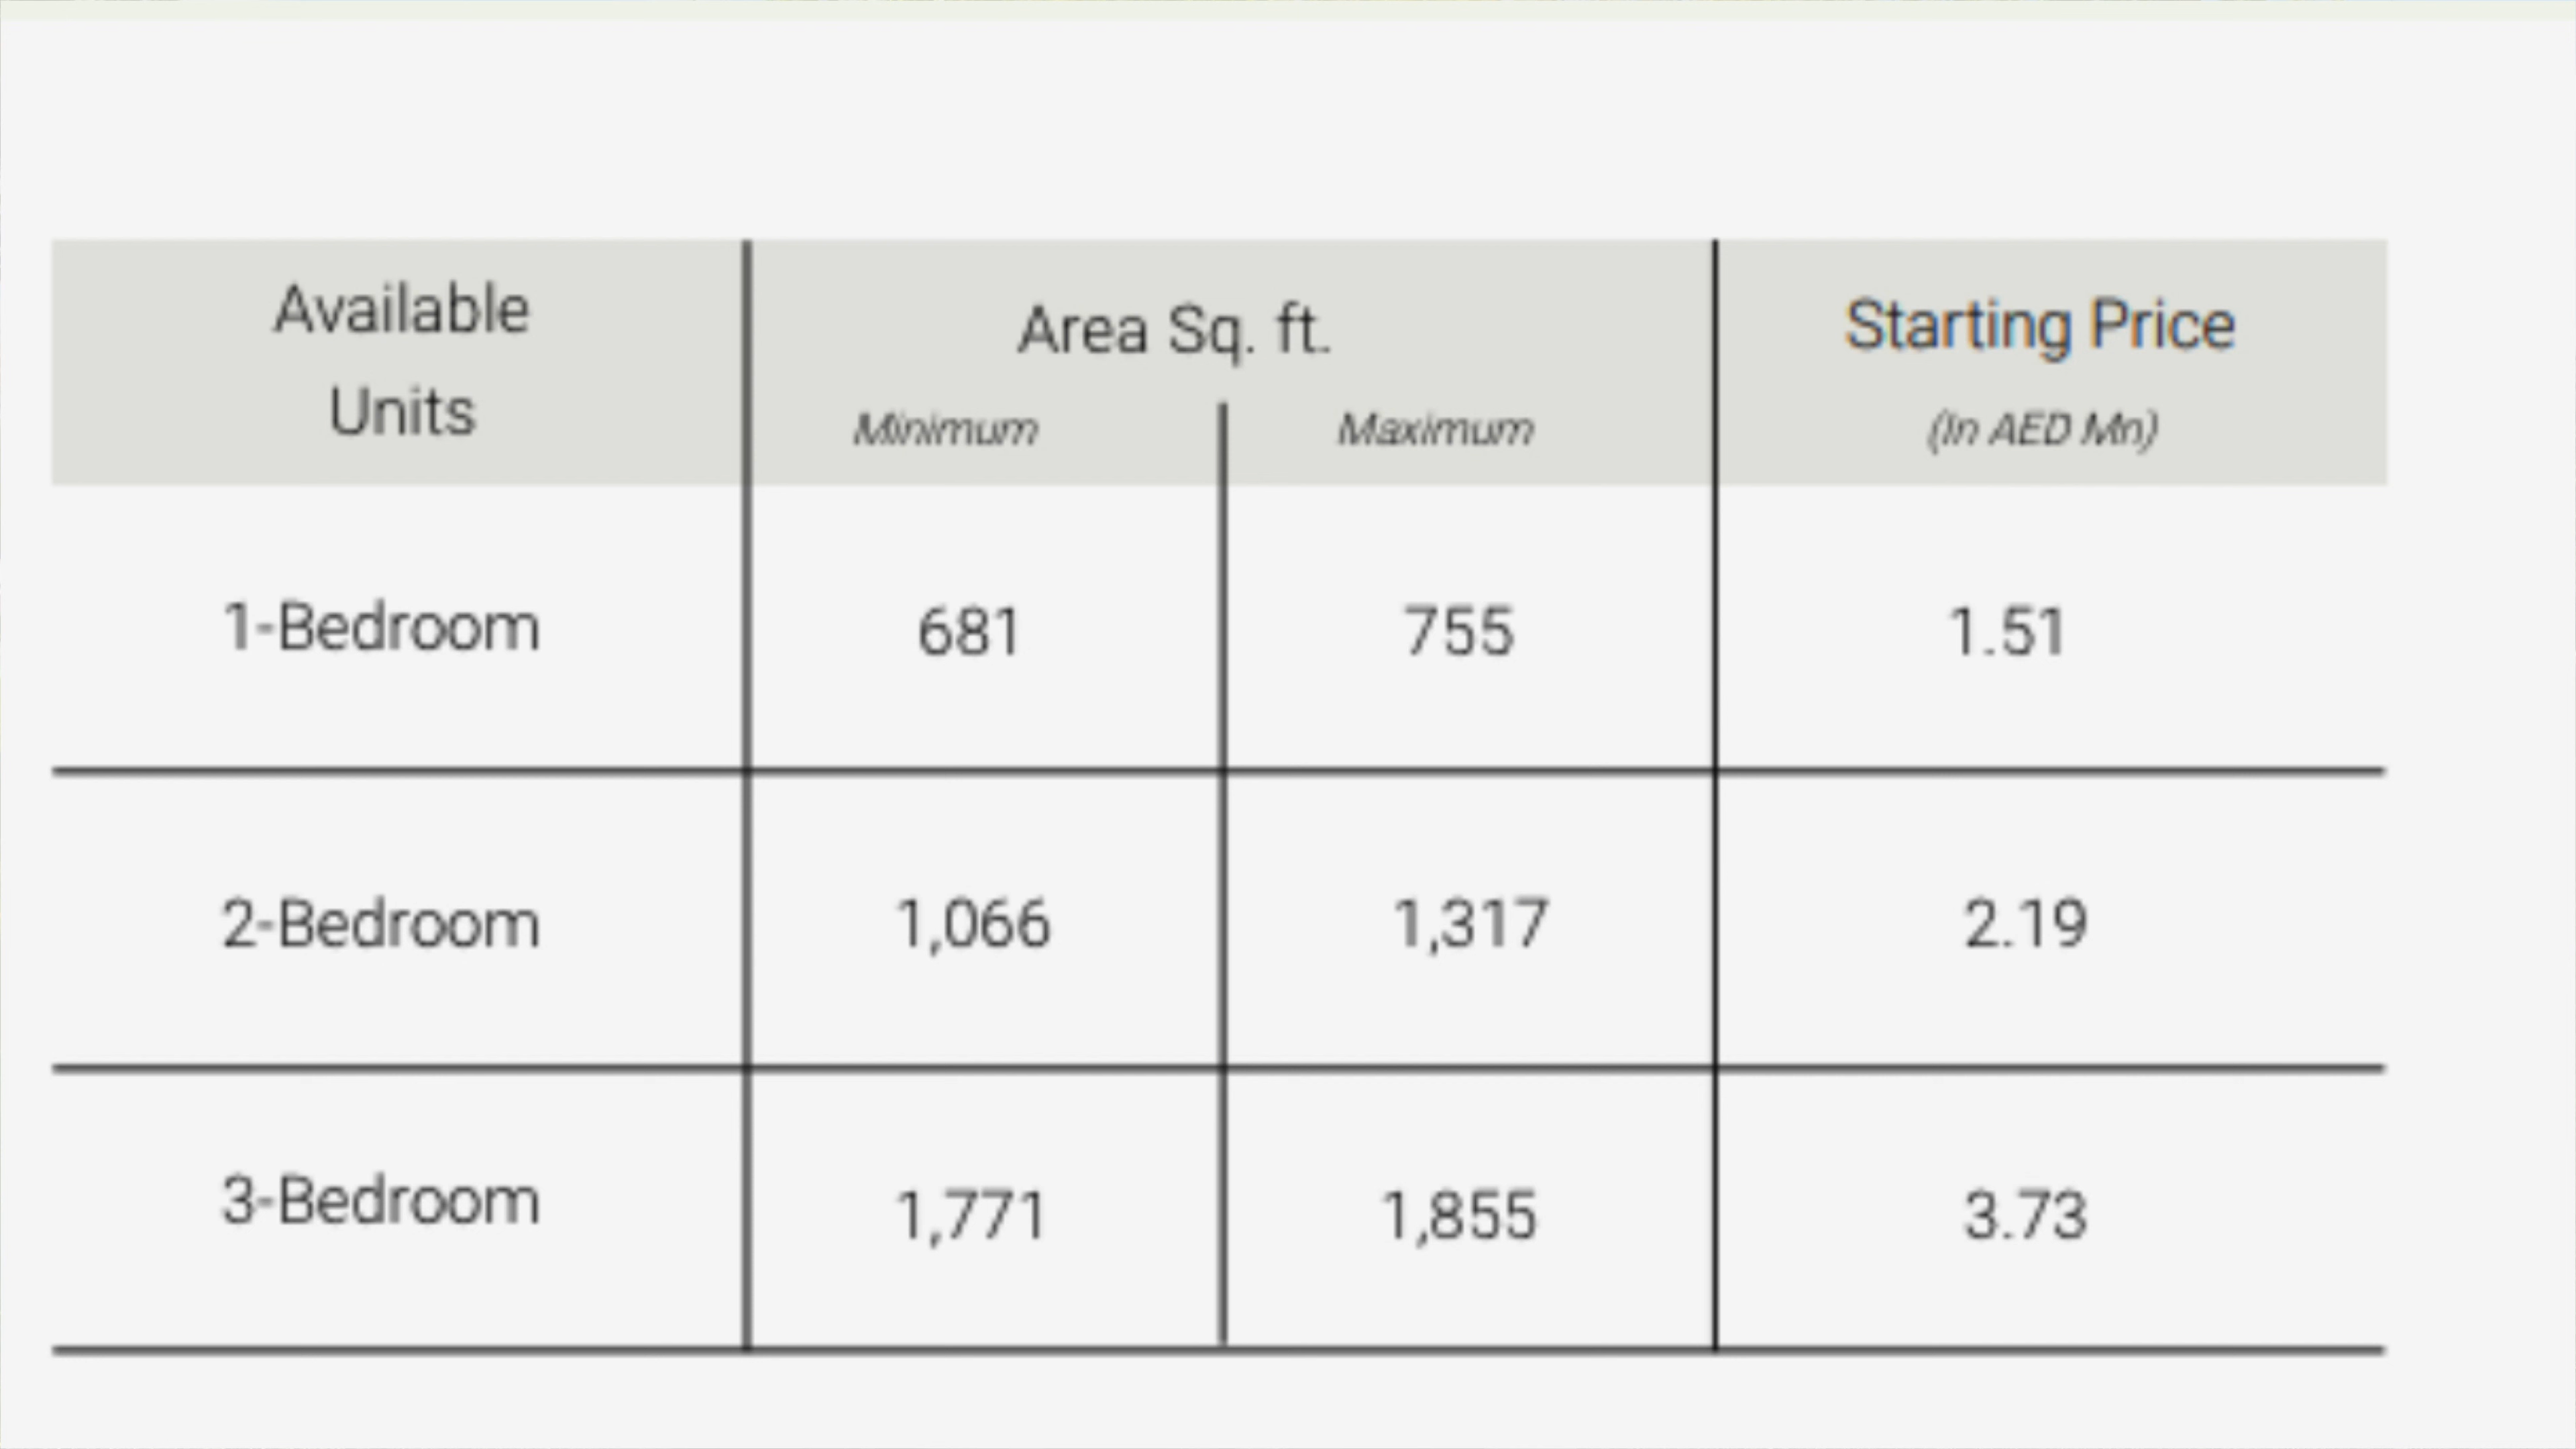 Available
Units
Area Sq. ft.
Minimum
Maximum
Starting Price
(In AED Mn)
1-Bedroom
681
755
1.51
2-Bedroom
1,066
1,317
2.19
3-Bedroom
1,771
1,855
3.73